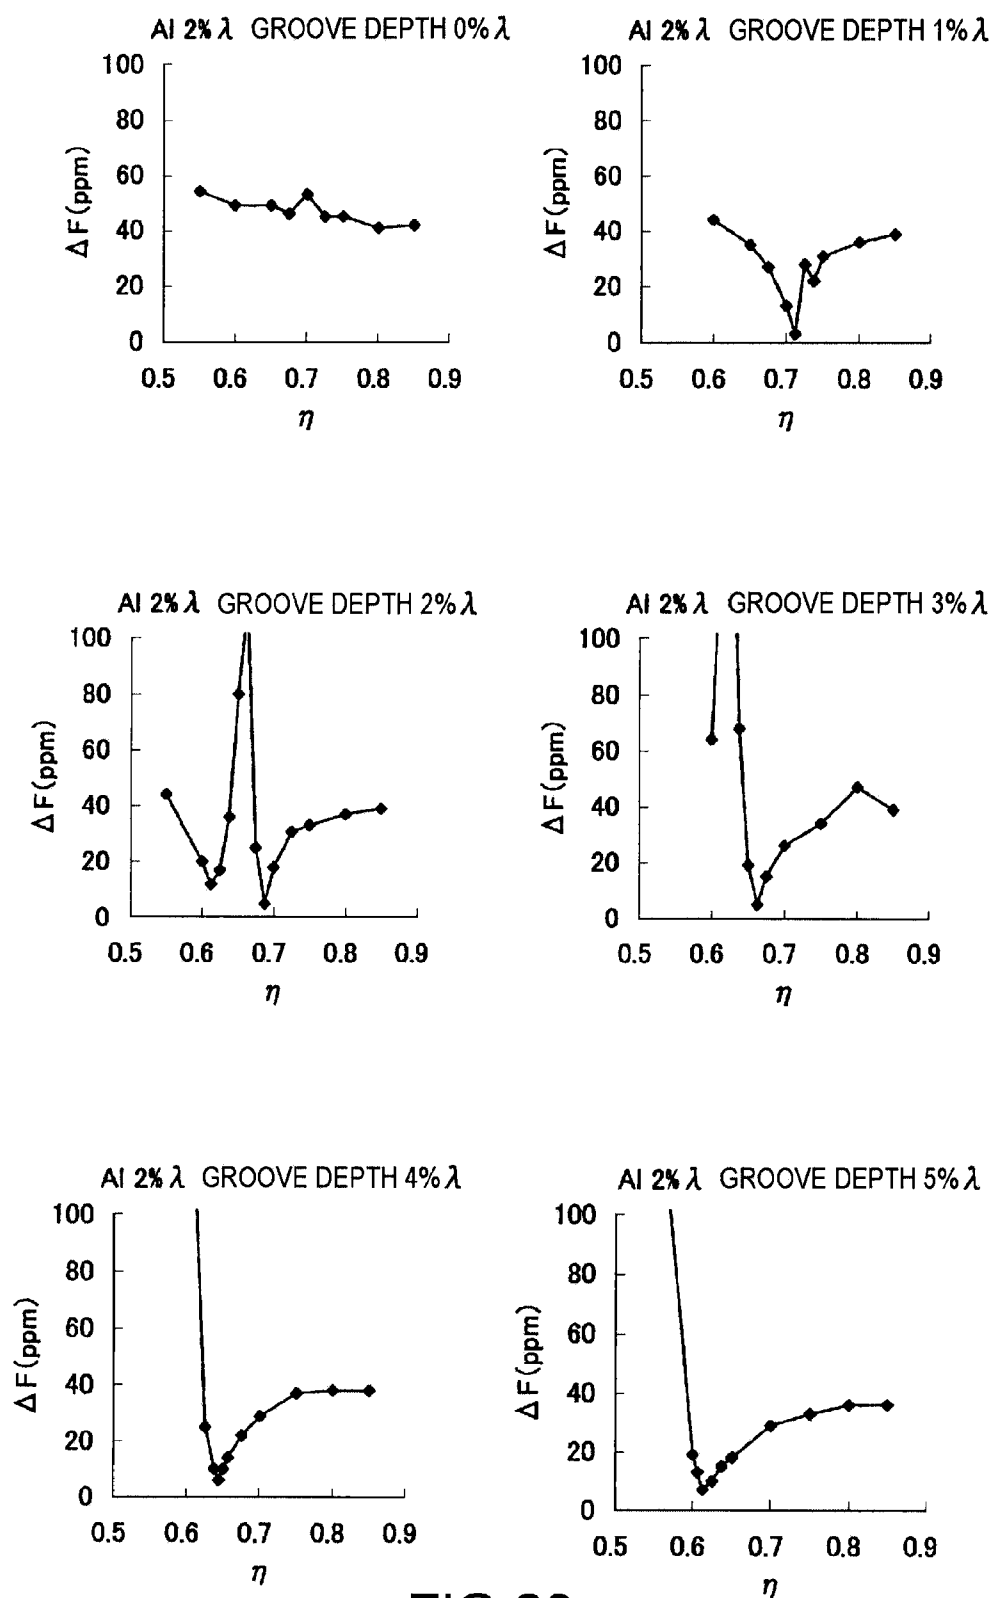 Al 2% λ GROOVE DEPTH 0% λ
100
80
60
40
20
0
ΔF(ppm)
0.5 0.6 0.7 0.8 0.9
η
Al 2% λ GROOVE DEPTH 1% λ
100
80
60
40
20
0
ΔF(ppm)
0.5 0.6 0.7 0.8 0.9
η
Al 2% λ GROOVE DEPTH 2% λ
100
80
60
40
20
0
ΔF(ppm)
0.5 0.6 0.7 0.8 0.9
η
Al 2% λ GROOVE DEPTH 3% λ
100
80
60
40
20
0
ΔF(ppm)
0.5 0.6 0.7 0.8 0.9
η
Al 2% λ GROOVE DEPTH 4% λ
100
80
60
40
20
0
ΔF(ppm)
0.5 0.6 0.7 0.8 0.9
η
Al 2% λ GROOVE DEPTH 5% λ
100
80
60
40
20
0
ΔF(ppm)
0.5 0.6 0.7 0.8 0.9
η